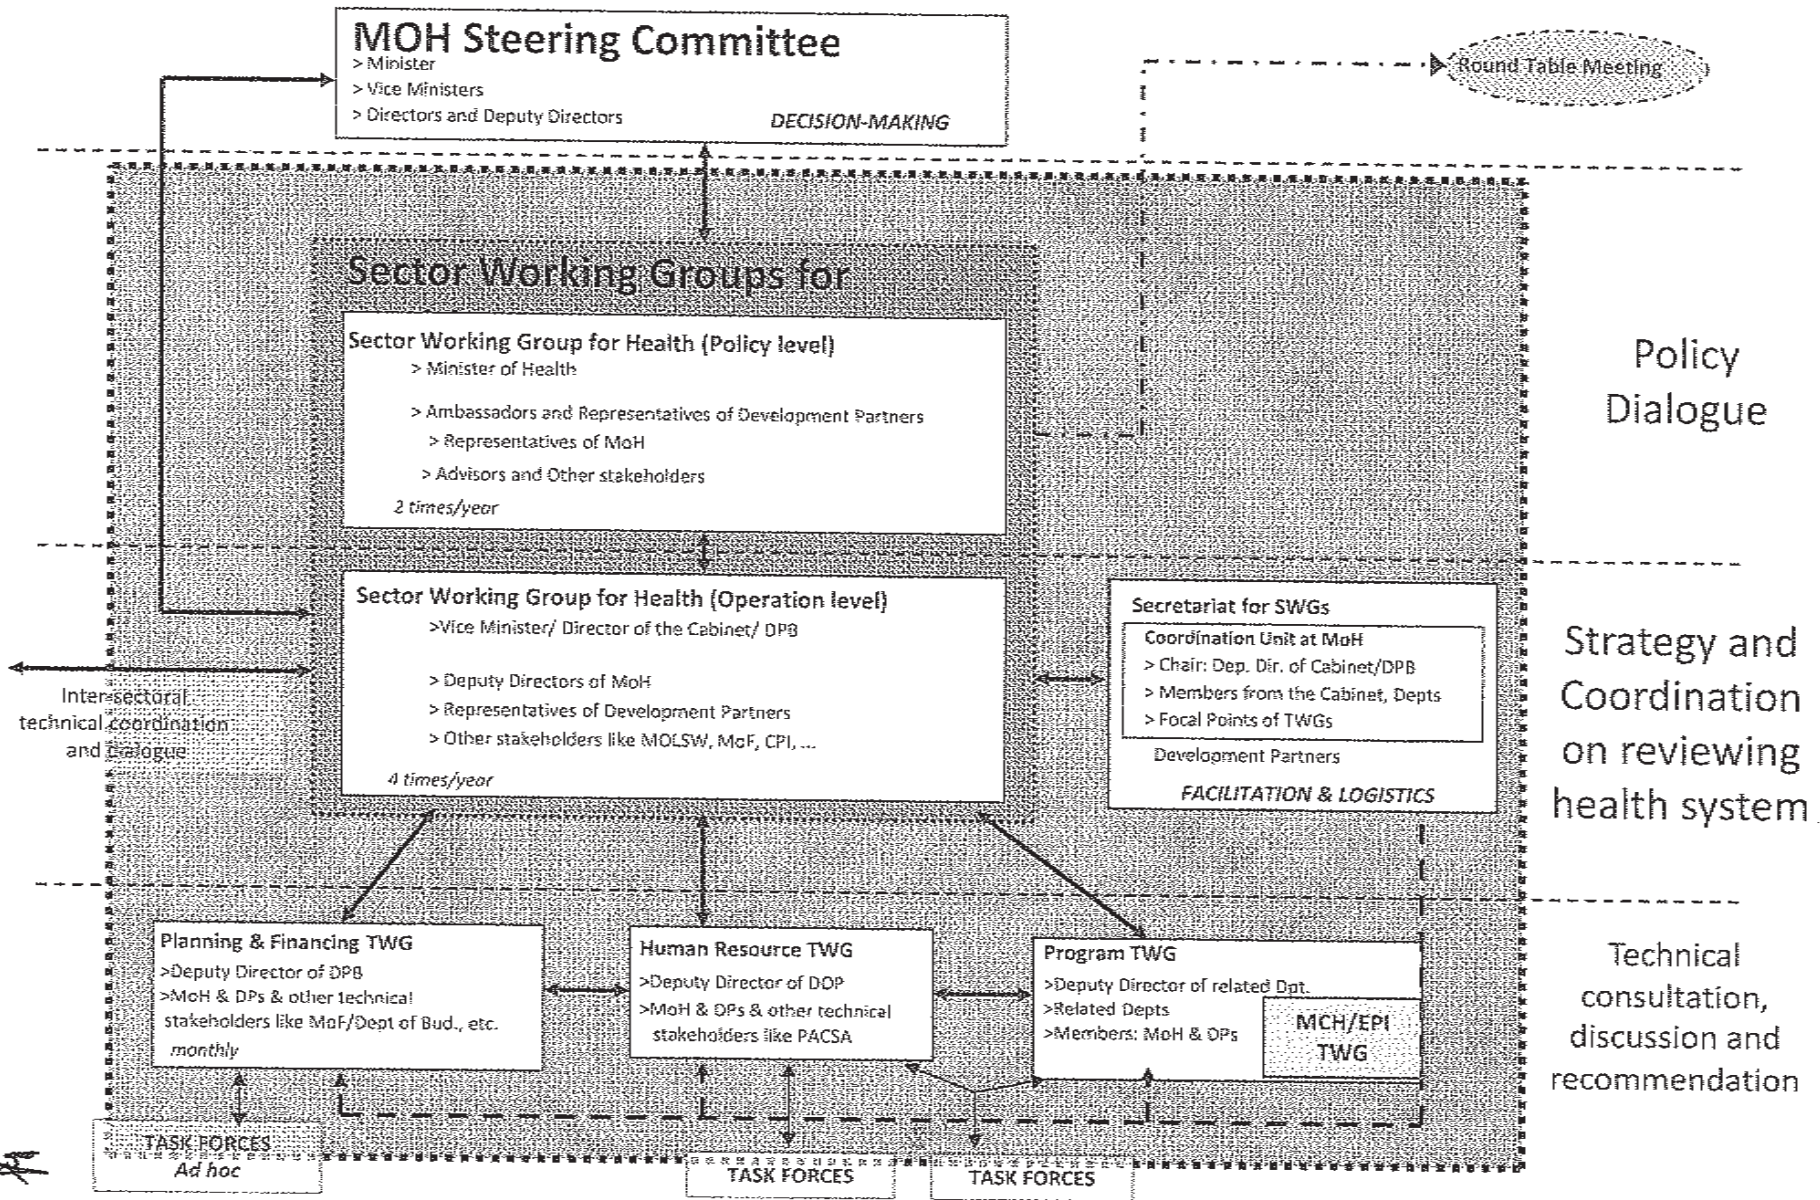 MOH Steering Committee
> Minister
> Vice Ministers
> Directors and Deputy Directors
DECISION-MAKING
Round Table Meeting
Sector Working Groups for
Sector Working Group for Health (Policy level)
> Minister of Health
> Ambassadors and Representatives of Development Partners
> Representatives of MoH
> Advisors and Other stakeholders
2 times/year
Policy
Dialogue
Sector Working Group for Health (Operation level)
>Vice Minister/ Director of the Cabinet/ DPB
> Deputy Directors of MoH
> Representatives of Development Partners
> Other stakeholders like MOLSW, MoF, CPI, ...
4 times/year
Secretariat for SWGs
Coordination Unit at MoH
> Chair: Dep. Dir. of Cabinet/DPB
> Members from the Cabinet, Depts
> Focal Points of TWGs
Development Partners
FACILITATION & LOGISTICS
Strategy and
Coordination
on reviewing
health system
Inter-sectoral
technical coordination
and dialogue
Planning & Financing TWG
>Deputy Director of DPB
>MoH & DPs & other technical
stakeholders like MoF/Dept of Bud., etc.
monthly
Human Resource TWG
>Deputy Director of DOP
>MoH & DPs & other technical
stakeholders like PACSA
Program TWG
>Deputy Director of related Dpt.
>Related Depts
>Members: MoH & DPs
MCH/EPI
TWG
Technical
consultation,
discussion and
recommendation
TASK FORCES
Ad hoc
TASK FORCES
TASK FORCES